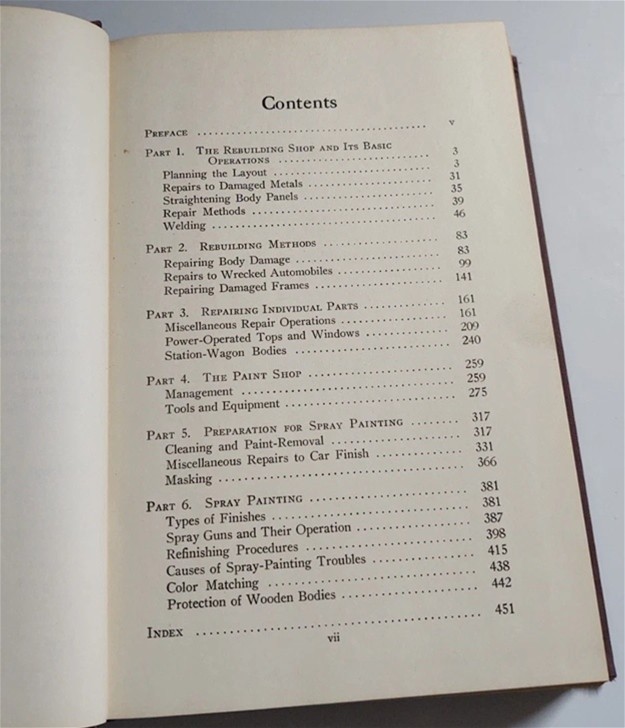 Contents
PREFACE ........................................ v
PART 1. THE REBUILDING SHOP AND ITS BASIC
OPERATIONS .......................... 3
Planning the Layout .......................... 3
Repairs to Damaged Metals .................... 31
Straightening Body Panels .................... 35
Repair Methods ............................... 39
Welding ...................................... 46
PART 2. REBUILDING METHODS .................... 83
Repairing Body Damage ........................ 83
Repairs to Wrecked Automobiles ............... 99
Repairing Damaged Frames ..................... 141
PART 3. REPAIRING INDIVIDUAL PARTS ............ 161
Miscellaneous Repair Operations .............. 161
Power-Operated Tops and Windows .............. 209
Station-Wagon Bodies ......................... 240
PART 4. THE PAINT SHOP ........................ 259
Management ................................... 259
Tools and Equipment .......................... 275
PART 5. PREPARATION FOR SPRAY PAINTING ........ 317
Cleaning and Paint-Removal ................... 317
Miscellaneous Repairs to Car Finish .......... 331
Masking ...................................... 366
PART 6. SPRAY PAINTING ........................ 381
Types of Finishes ............................ 381
Spray Guns and Their Operation ............... 387
Refinishing Procedures ....................... 398
Causes of Spray-Painting Troubles ............ 415
Color Matching ............................... 438
Protection of Wooden Bodies .................. 442
INDEX ......................................... 451
vii